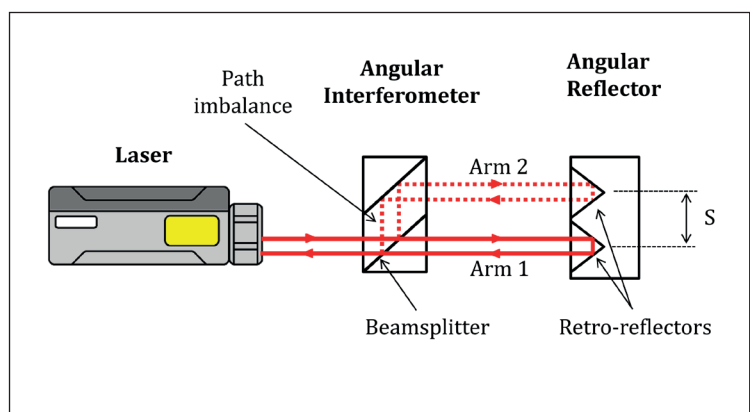 Path
imbalance
Angular
Interferometer
Angular
Reflector
Laser
Arm 2
S
Arm 1
Beamsplitter
Retro-reflectors